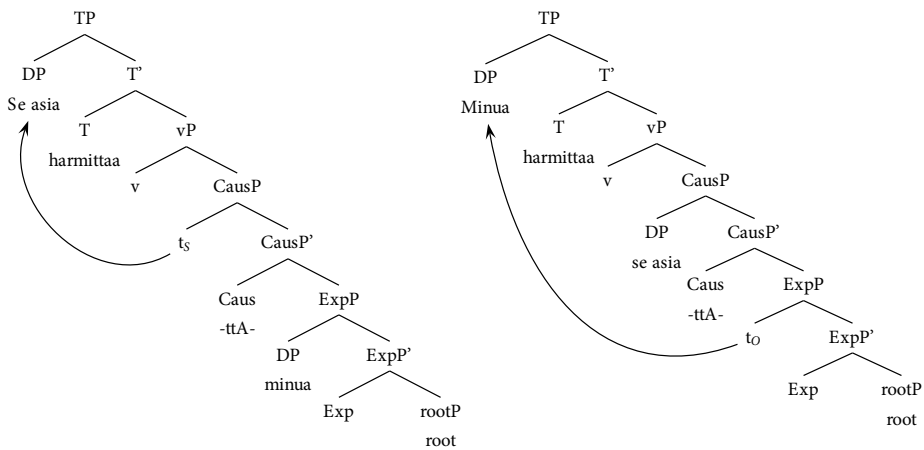 TP
DP T’
Se asia
T vP
harmittaa
v CausP
t_S CausP’
Caus ExpP
-ttA-
DP ExpP’
minua
Exp rootP
root
TP
DP T’
Minua
T vP
harmittaa
v CausP
DP CausP’
se asia
Caus ExpP
-ttA-
t_O ExpP’
Exp rootP
root